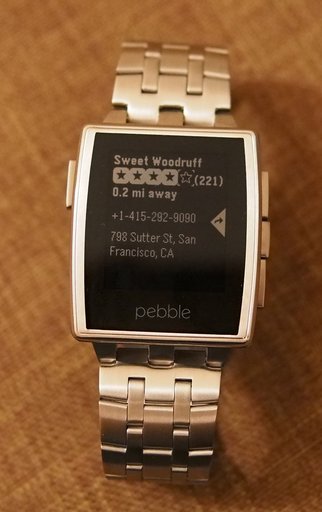 Sweet Woodruff
(221)
0.2 mi away
+1-415-292-9090
798 Sutter St, San
Francisco, CA
pebble